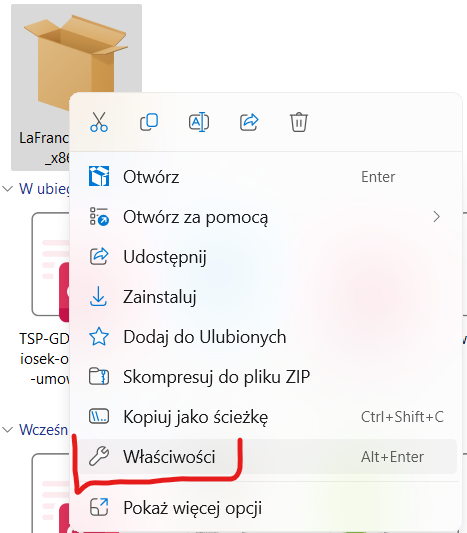 LaFranc
_x86
Otwórz Enter
Otwórz za pomocą
Udostępnij
Zainstaluj
Dodaj do Ulubionych
Skompresuj do pliku ZIP
Kopiuj jako ścieżkę Ctrl+Shift+C
Właściwości Alt+Enter
Pokaż więcej opcji
W ubieg
TSP-GD
iosek-o
-umow
Wcześn